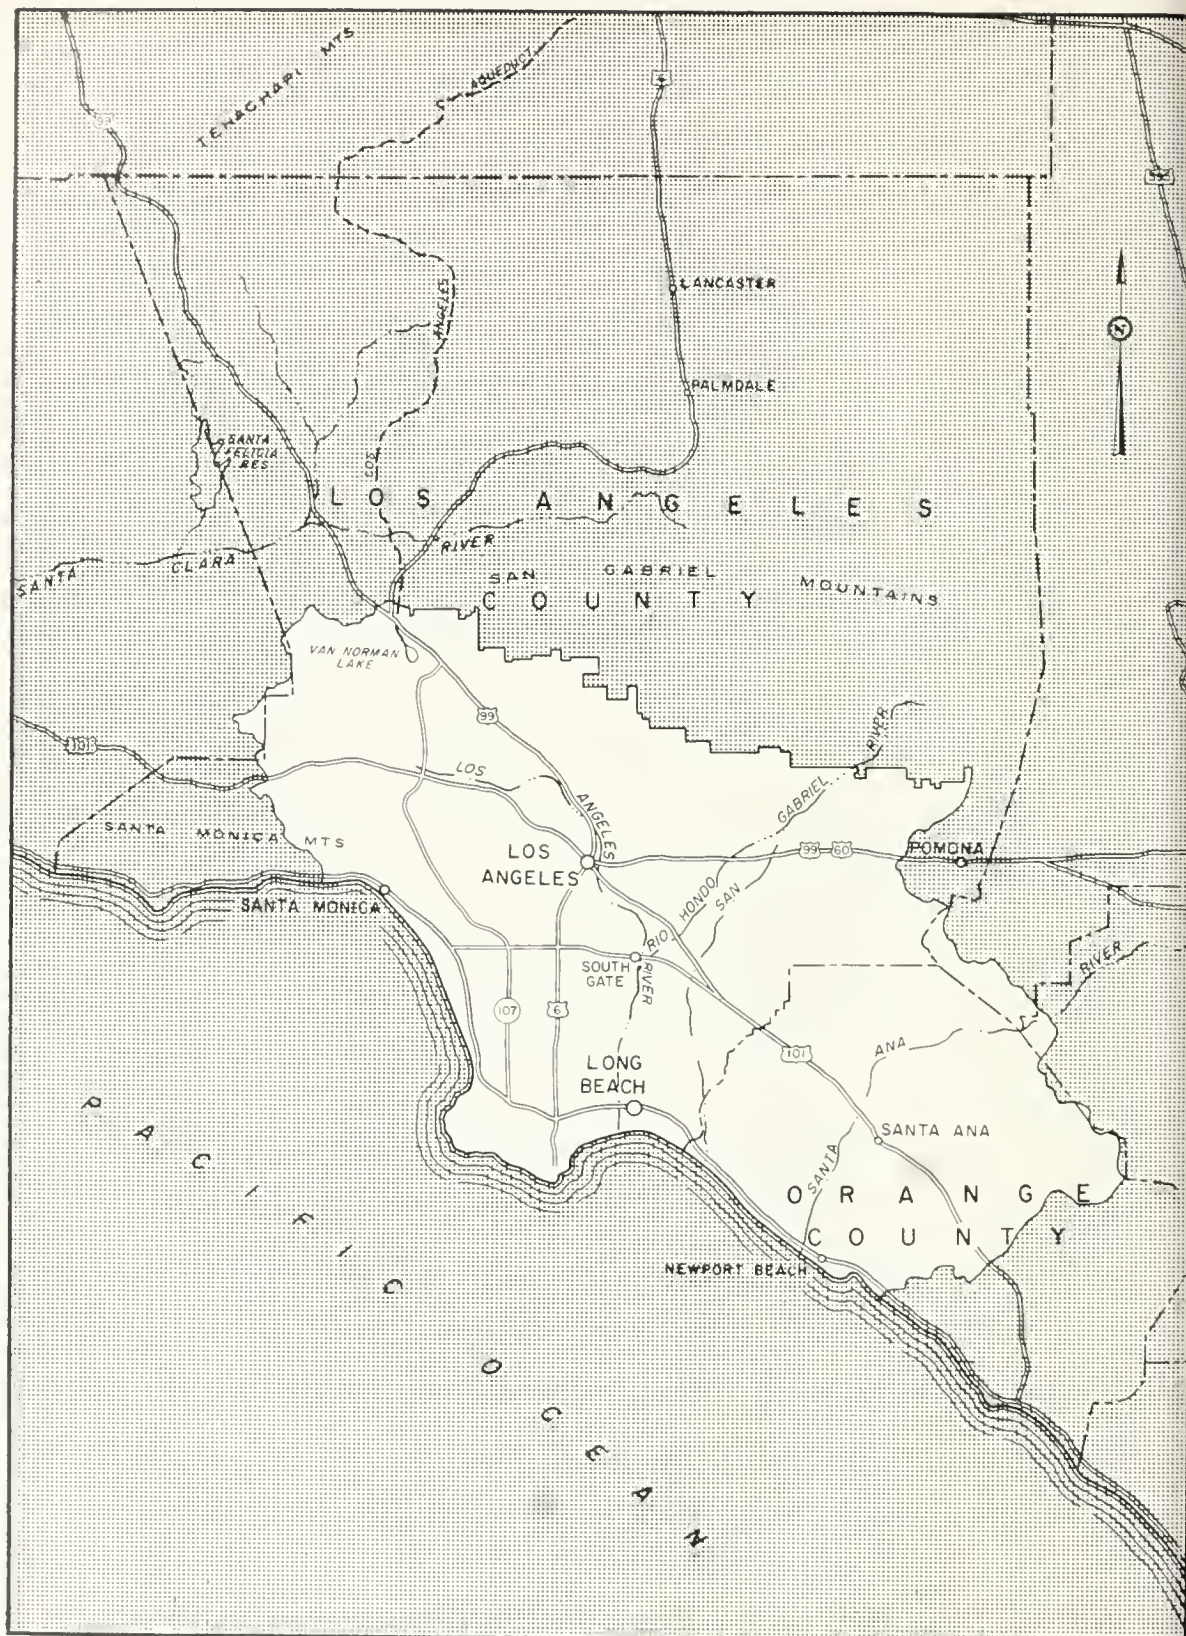 TEHACHAPI MTS
AQUEDUCT
99
6
LANCASTER
ANGELES
PALMDALE
SANTA
FELICIA
RES
LOS
LOS ANGELES
RIVER
CLARA
SANTA
SAN GABRIEL MOUNTAINS
COUNTY
VAN NORMAN
LAKE
99
RIVER
101
LOS
ANGELES
GABRIEL
SANTA MONICA MTS
LOS
ANGELES
99
60
POMONA
SANTA MONICA
HONDO
SAN
RIO
SOUTH
GATE
RIVER
RIVER
107
6
101
ANA
LONG
BEACH
PACIFIC
SANTA ANA
SANTA
ORANGE
COUNTY
NEWPORT BEACH
OCEAN